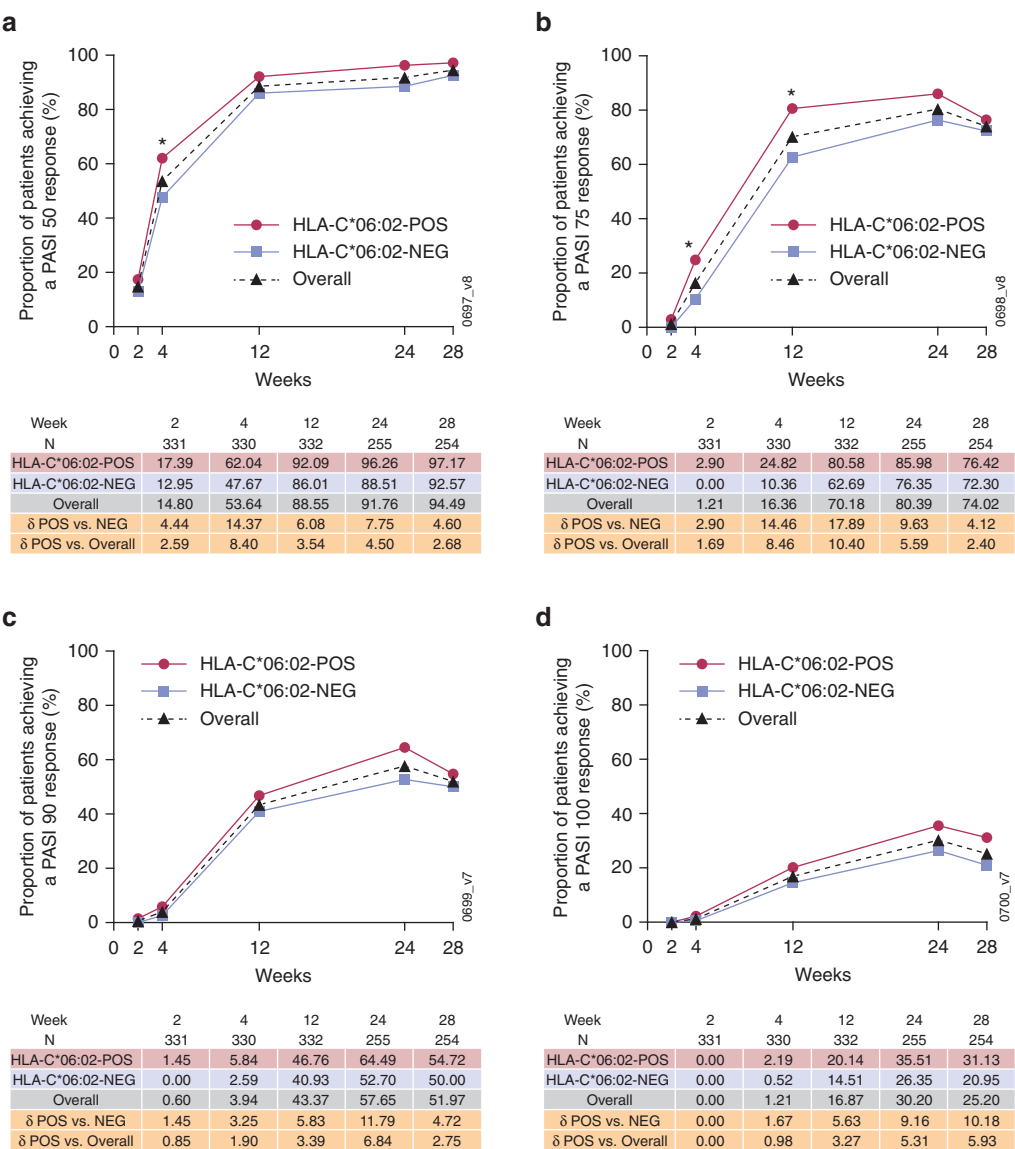 a
Proportion of patients achieving
a PASI 50 response (%)
100
80
60
40
20
0
*
HLA-C*06:02-POS
HLA-C*06:02-NEG
Overall
0697_v8
0 2 4 12 24 28
Weeks
Week 2 4 12 24 28
N 331 330 332 255 254
HLA-C*06:02-POS 17.39 62.04 92.09 96.26 97.17
HLA-C*06:02-NEG 12.95 47.67 86.01 88.51 92.57
Overall 14.80 53.64 88.55 91.76 94.49
δ POS vs. NEG 4.44 14.37 6.08 7.75 4.60
δ POS vs. Overall 2.59 8.40 3.54 4.50 2.68
b
Proportion of patients achieving
a PASI 75 response (%)
100
80
60
40
20
0
*
*
HLA-C*06:02-POS
HLA-C*06:02-NEG
Overall
0698_v8
0 2 4 12 24 28
Weeks
Week 2 4 12 24 28
N 331 330 332 255 254
HLA-C*06:02-POS 2.90 24.82 80.58 85.98 76.42
HLA-C*06:02-NEG 0.00 10.36 62.69 76.35 72.30
Overall 1.21 16.36 70.18 80.39 74.02
δ POS vs. NEG 2.90 14.46 17.89 9.63 4.12
δ POS vs. Overall 1.69 8.46 10.40 5.59 2.40
c
Proportion of patients achieving
a PASI 90 response (%)
100
80
60
40
20
0
HLA-C*06:02-POS
HLA-C*06:02-NEG
Overall
0699_v7
0 2 4 12 24 28
Weeks
Week 2 4 12 24 28
N 331 330 332 255 254
HLA-C*06:02-POS 1.45 5.84 46.76 64.49 54.72
HLA-C*06:02-NEG 0.00 2.59 40.93 52.70 50.00
Overall 0.60 3.94 43.37 57.65 51.97
δ POS vs. NEG 1.45 3.25 5.83 11.79 4.72
δ POS vs. Overall 0.85 1.90 3.39 6.84 2.75
d
Proportion of patients achieving
a PASI 100 response (%)
100
80
60
40
20
0
HLA-C*06:02-POS
HLA-C*06:02-NEG
Overall
0700_v7
0 2 4 12 24 28
Weeks
Week 2 4 12 24 28
N 331 330 332 255 254
HLA-C*06:02-POS 0.00 2.19 20.14 35.51 31.13
HLA-C*06:02-NEG 0.00 0.52 14.51 26.35 20.95
Overall 0.00 1.21 16.87 30.20 25.20
δ POS vs. NEG 0.00 1.67 5.63 9.16 10.18
δ POS vs. Overall 0.00 0.98 3.27 5.31 5.93